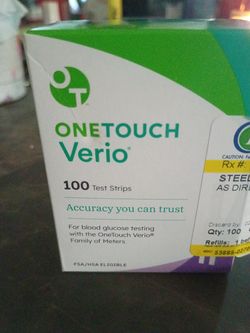 OT
ONETOUCH
Verio®
100 Test Strips
Accuracy you can trust
For blood glucose testing
with the OneTouch Verio®
Family of Meters
FSA/HSA ELIGIBLE
CAUTION:
Rx #
STEEL
AS DIR
Discard
Qty: 100
Refills: